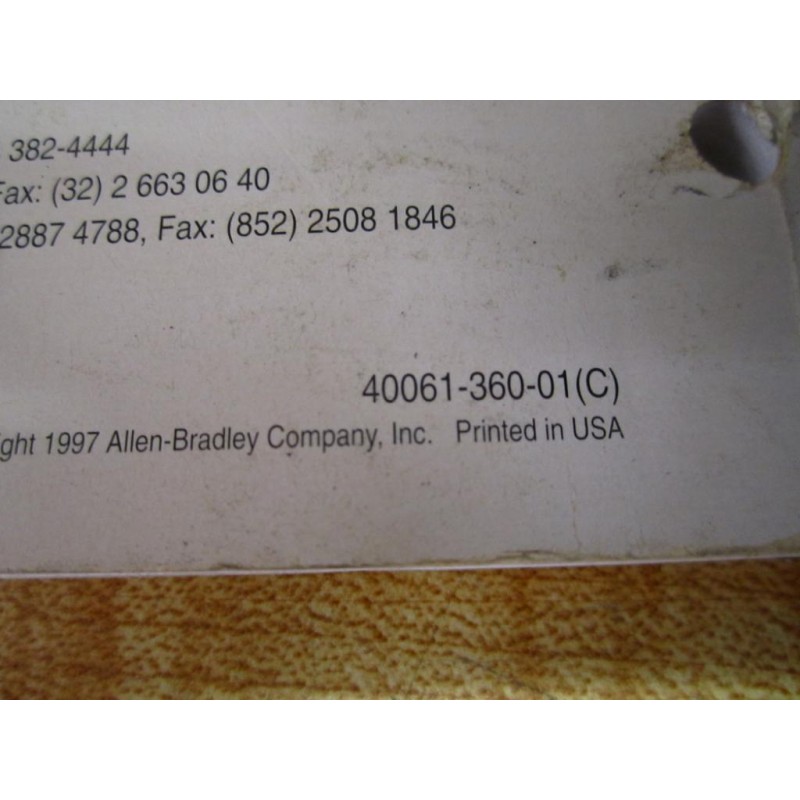 382-4444
Fax: (32) 2 663 06 40
2887 4788, Fax: (852) 2508 1846
40061-360-01(C)
1997 Allen-Bradley Company, Inc. Printed in USA